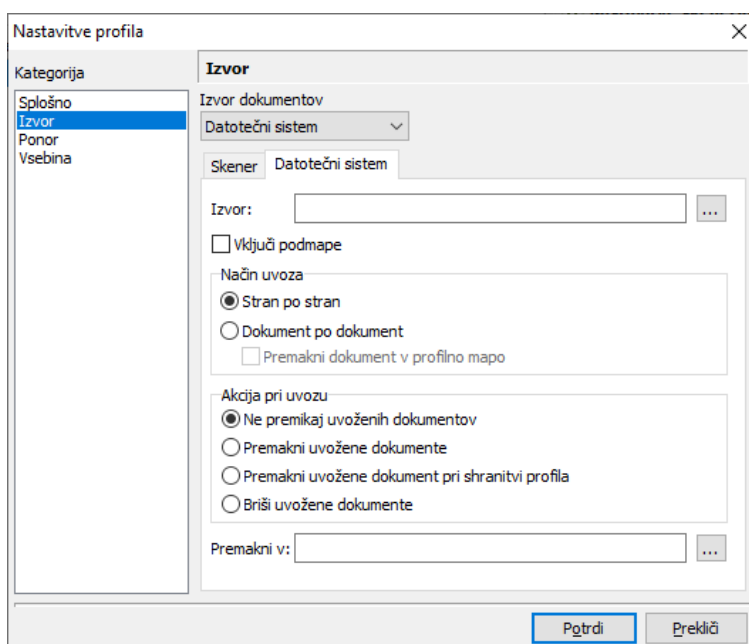 Nastavitve profila
Kategorija
Splošno
Izvor
Ponor
Vsebina
Izvor
Izvor dokumentov
Datotečni sistem
Skener
Datotečni sistem
Izvor:
...
Vključi podmape
Način uvoza
Stran po stran
Dokument po dokument
Premakni dokument v profilno mapo
Akcija pri uvozu
Ne premikaj uvoženih dokumentov
Premakni uvožene dokumente
Premakni uvožene dokument pri shranitvi profila
Briši uvožene dokumente
Premakni v:
...
Potrdi
Prekliči